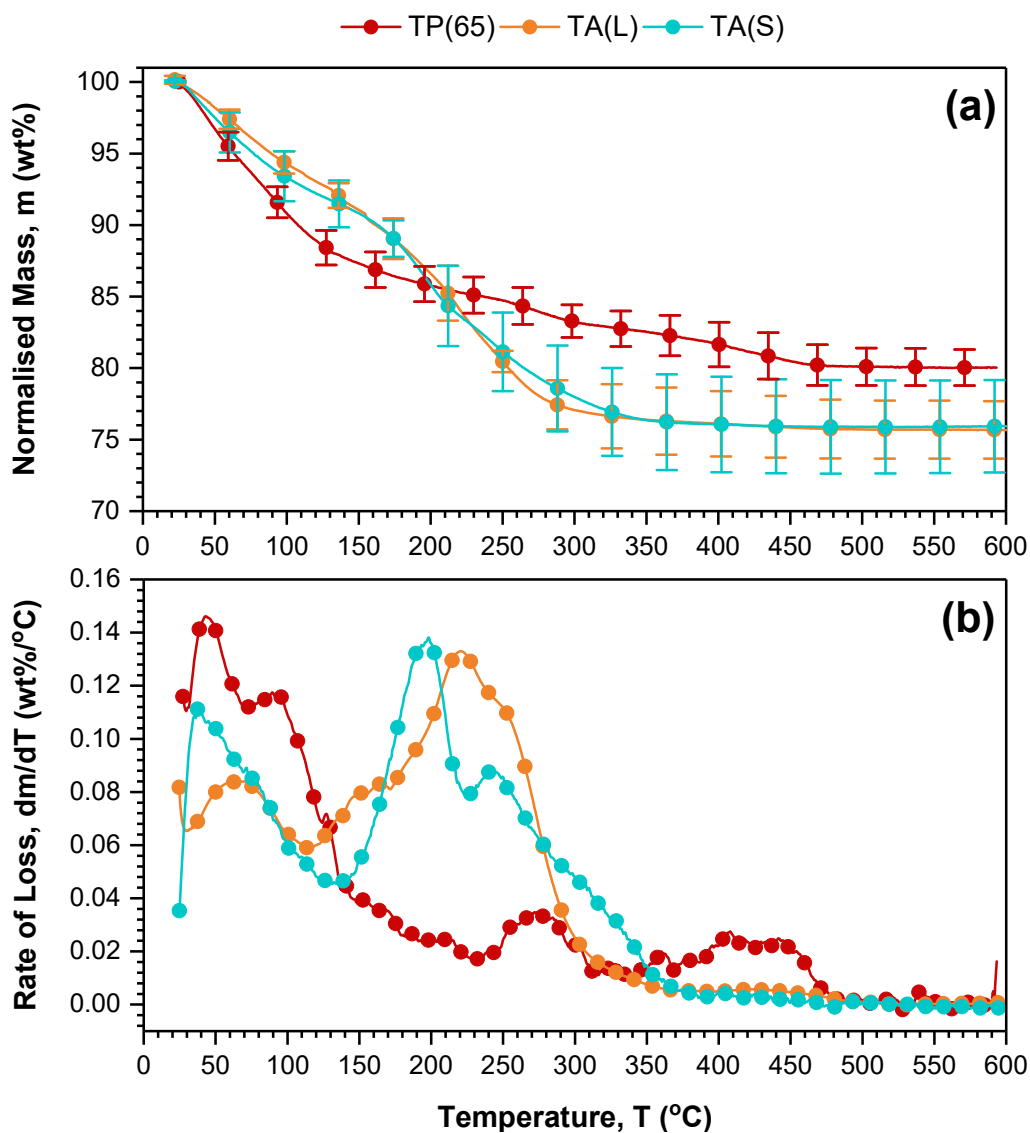 TP(65) TA(L) TA(S)
(a)
Normalised Mass, m (wt%)
100
95
90
85
80
75
70
0 50 100 150 200 250 300 350 400 450 500 550 600
(b)
Rate of Loss, dm/dT (wt%/°C)
0.16
0.14
0.12
0.10
0.08
0.06
0.04
0.02
0.00
0 50 100 150 200 250 300 350 400 450 500 550 600
Temperature, T (°C)